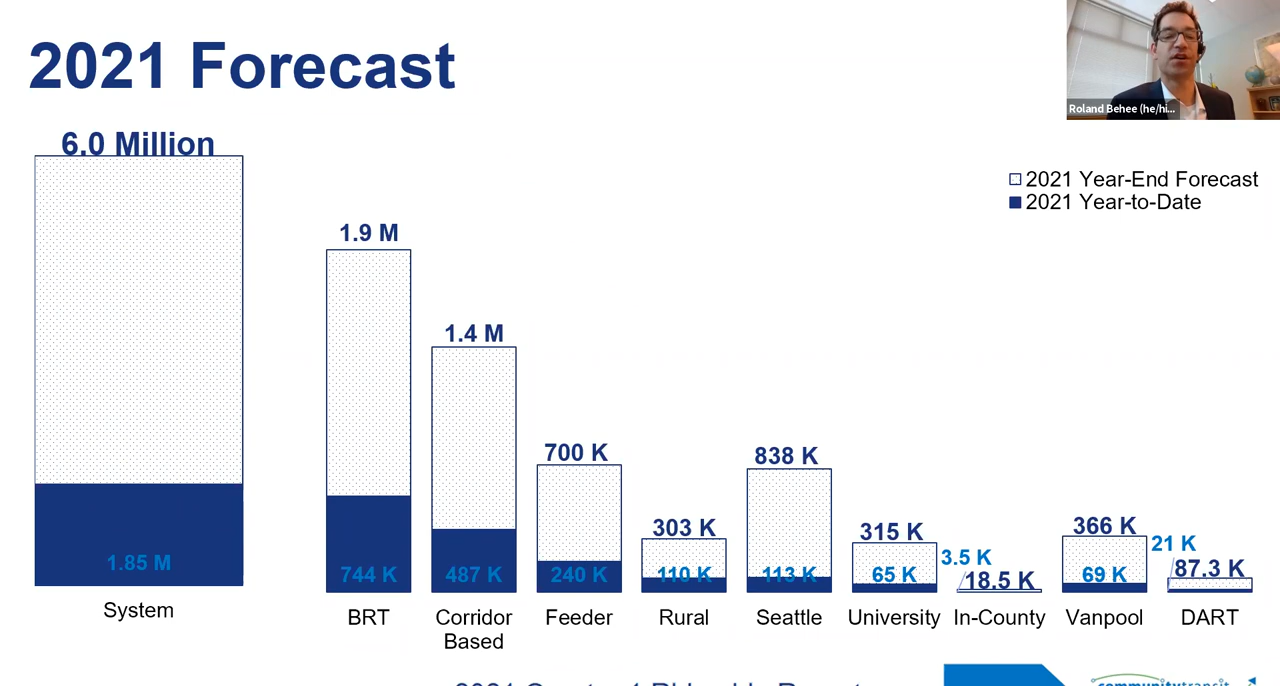 2021 Forecast
Roland Behee (he/hi...
6.0 Million
2021 Year-End Forecast
2021 Year-to-Date
1.9 M
1.4 M
700 K
838 K
303 K
315 K
366 K
3.5 K
21 K
18.5 K
87.3 K
1.85 M
744 K
487 K
240 K
110 K
113 K
65 K
69 K
System
BRT
Corridor
Based
Feeder
Rural
Seattle
University
In-County
Vanpool
DART
communitytransit